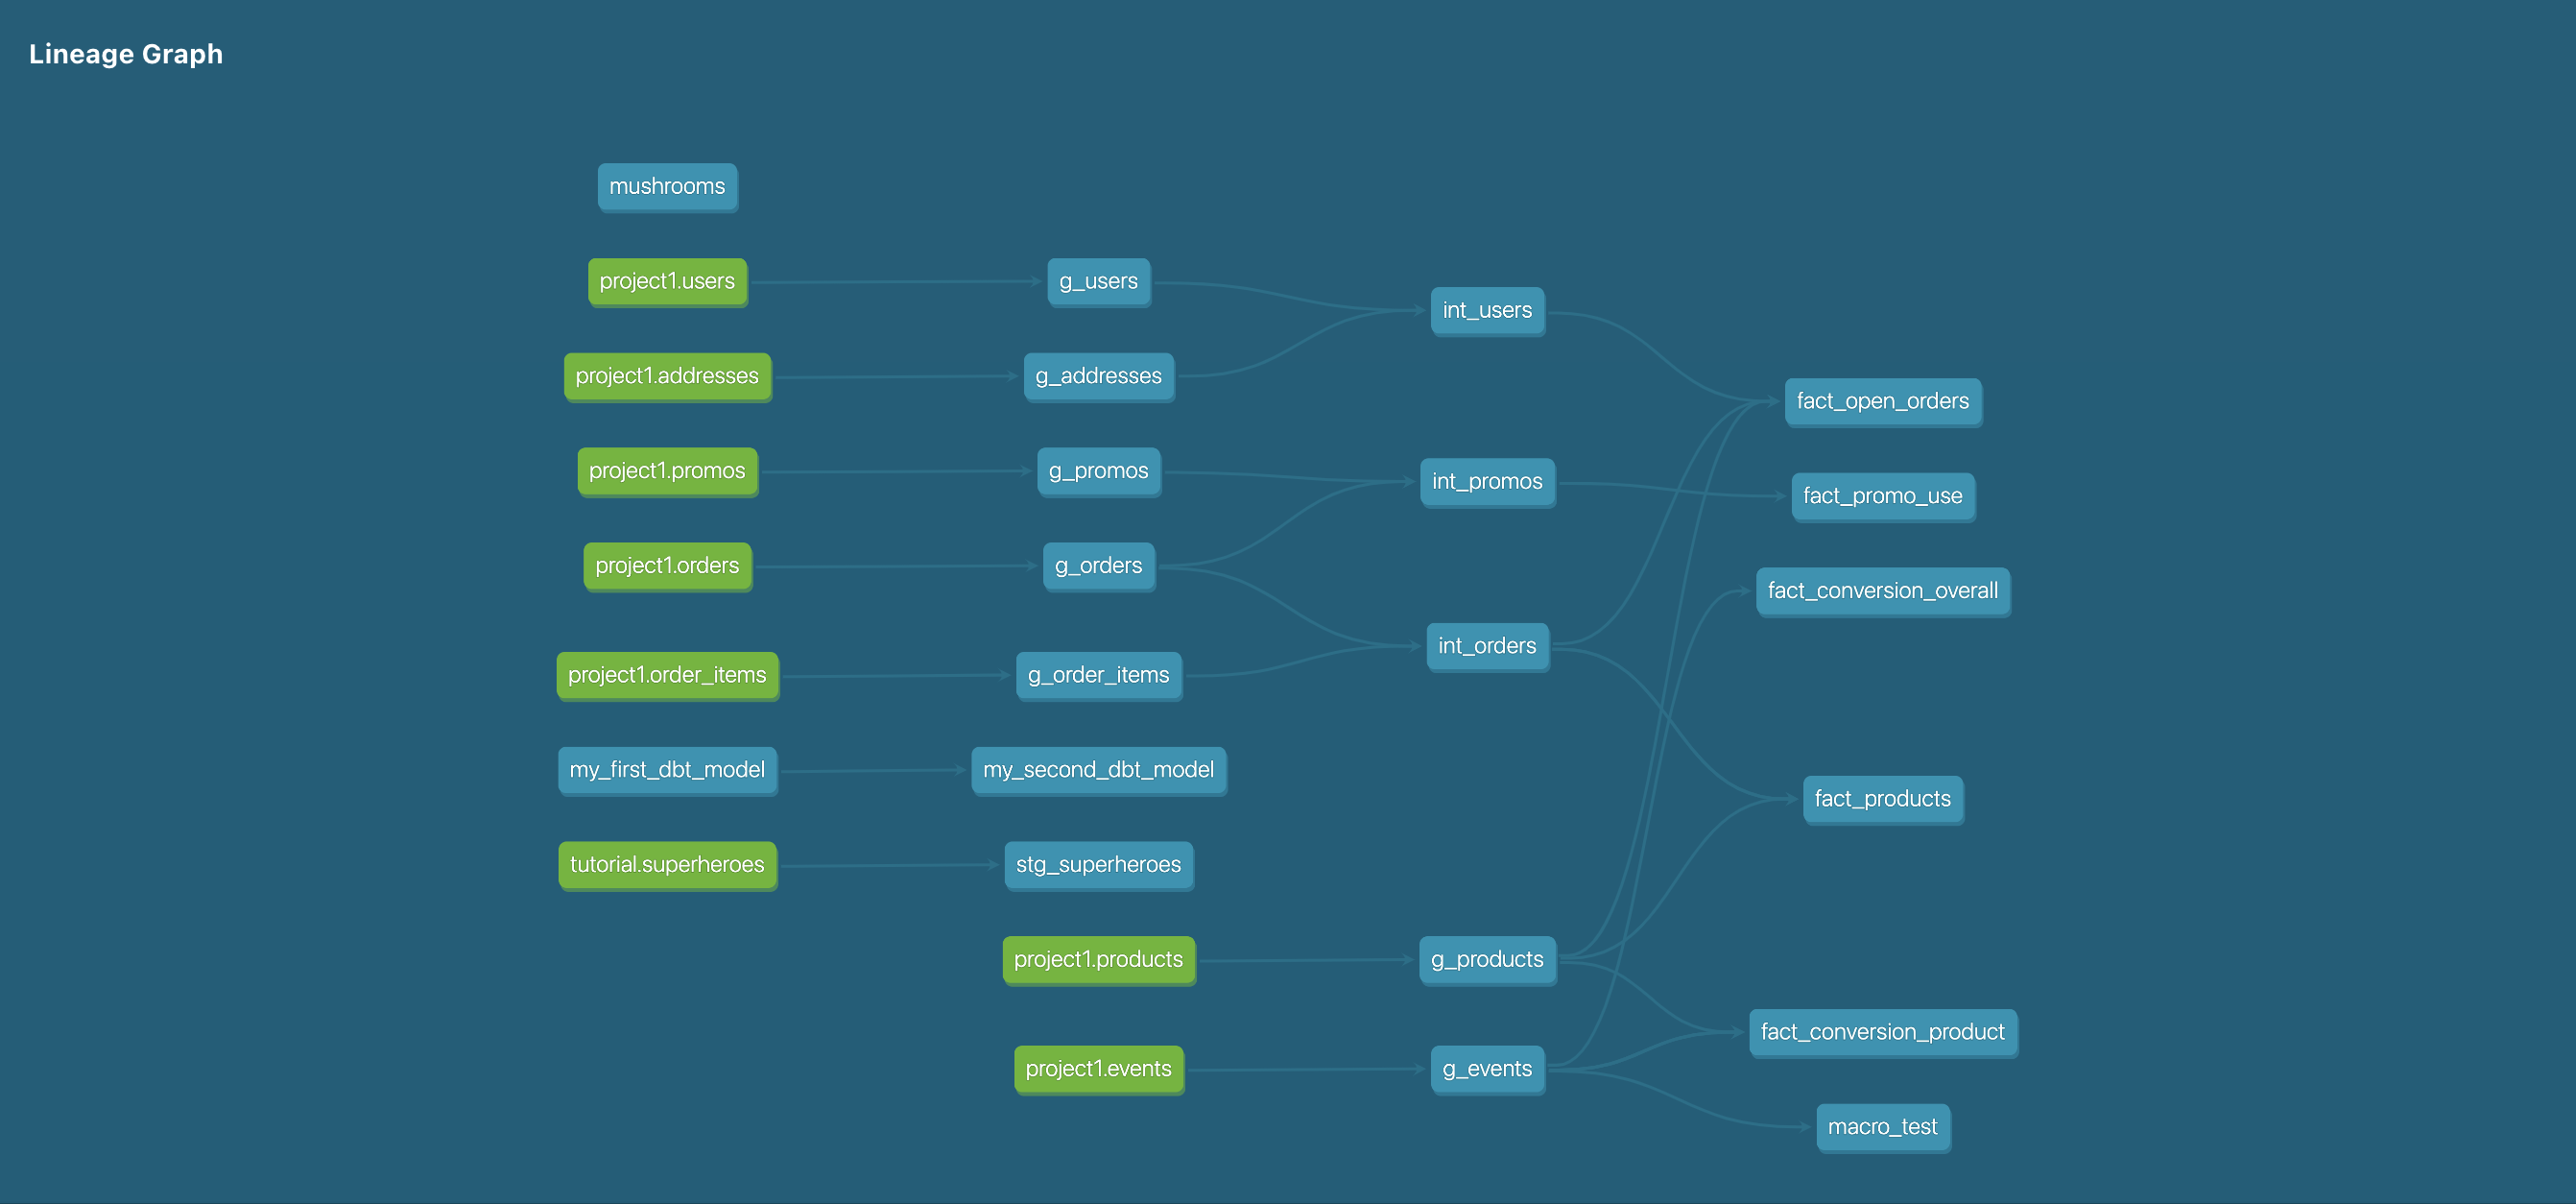 Lineage Graph
mushrooms
project1.users
g_users
int_users
project1.addresses
g_addresses
fact_open_orders
project1.promos
g_promos
int_promos
fact_promo_use
project1.orders
g_orders
fact_conversion_overall
int_orders
project1.order_items
g_order_items
my_first_dbt_model
my_second_dbt_model
fact_products
tutorial.superheroes
stg_superheroes
project1.products
g_products
fact_conversion_product
project1.events
g_events
macro_test